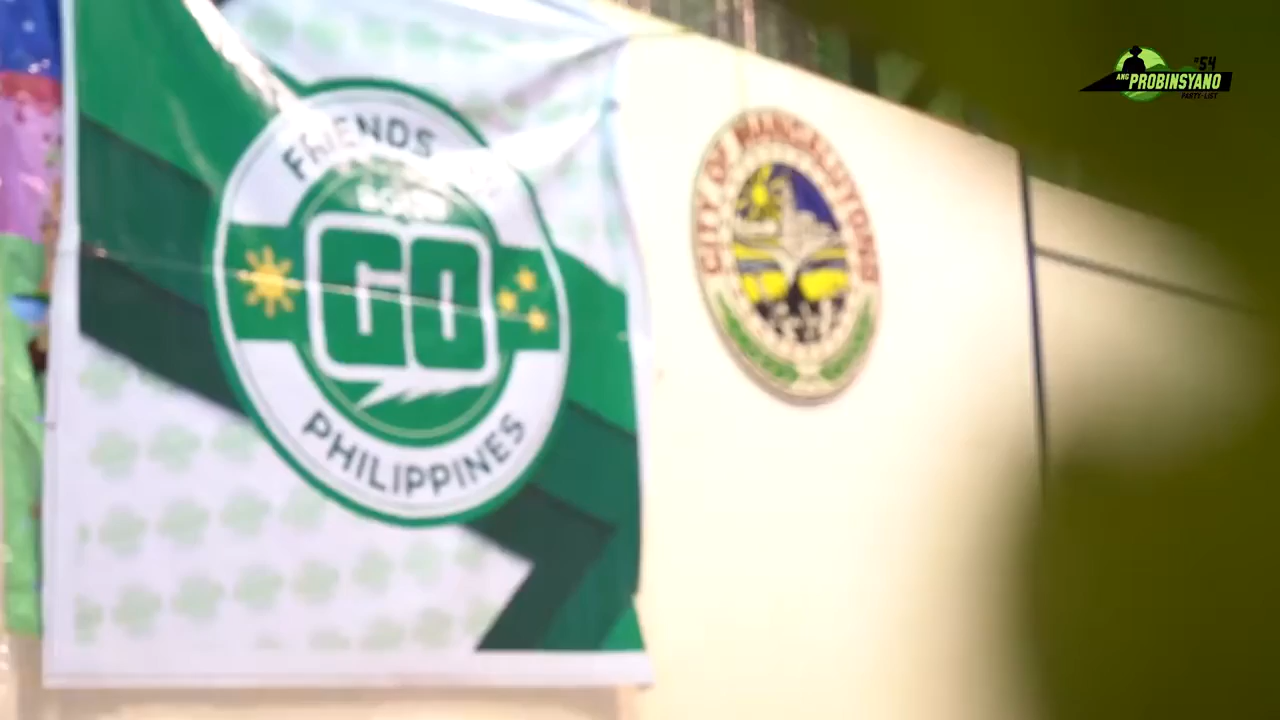 FRIENDS
GO
PHILIPPINES
CITY OF MANDALUYONG
#54
ANG PROBINSYANO
PARTY-LIST